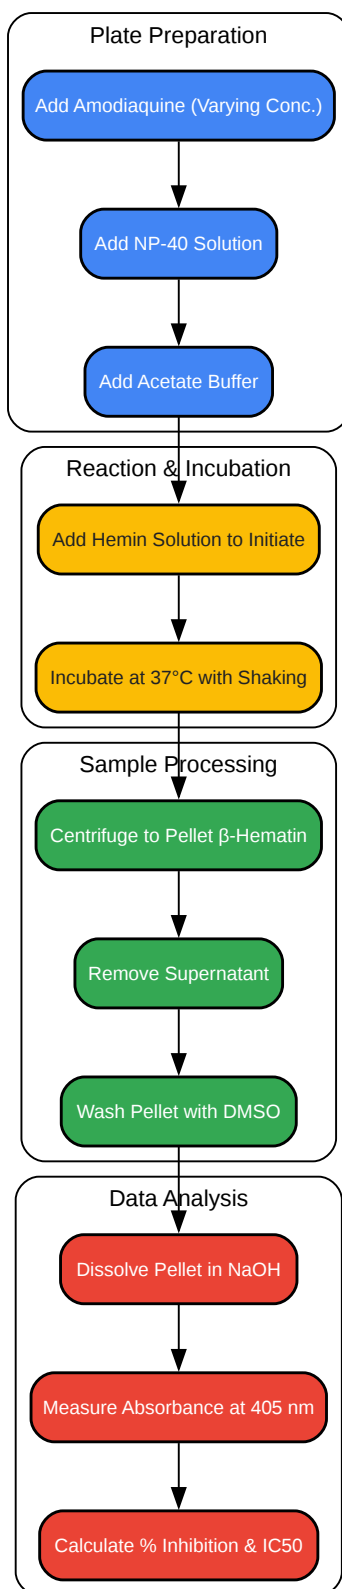 Plate Preparation
Add Amodiaquine (Varying Conc.)
Add NP-40 Solution
Add Acetate Buffer
Reaction & Incubation
Add Hemin Solution to Initiate
Incubate at 37°C with Shaking
Sample Processing
Centrifuge to Pellet β-Hematin
Remove Supernatant
Wash Pellet with DMSO
Data Analysis
Dissolve Pellet in NaOH
Measure Absorbance at 405 nm
Calculate % Inhibition & IC50